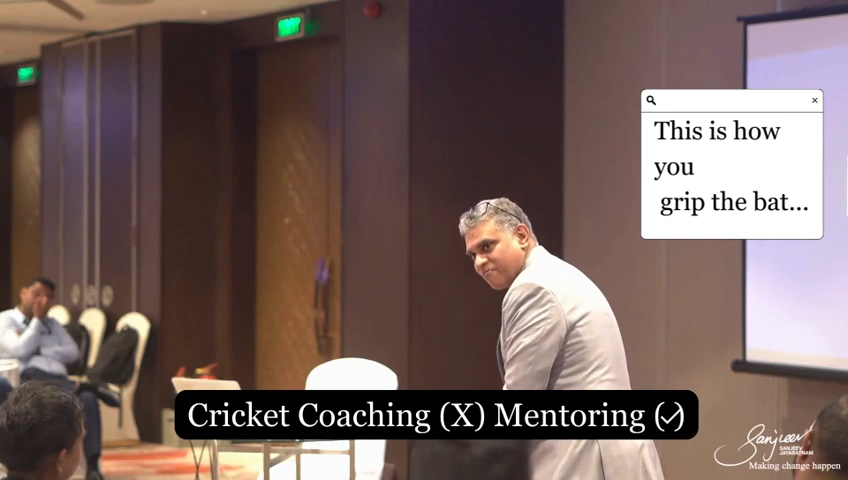 This is how
you
grip the bat...
Cricket Coaching (X) Mentoring (✓)
Sanjeev
SANJEEV
JAYARATNAM
Making change happen